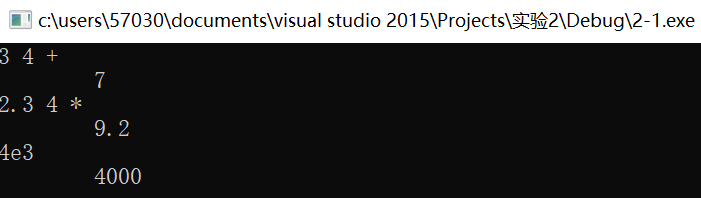 c:\users\57030\documents\visual studio 2015\Projects\实验2\Debug\2-1.exe
3 4 +
7
2.3 4 *
9.2
4e3
4000